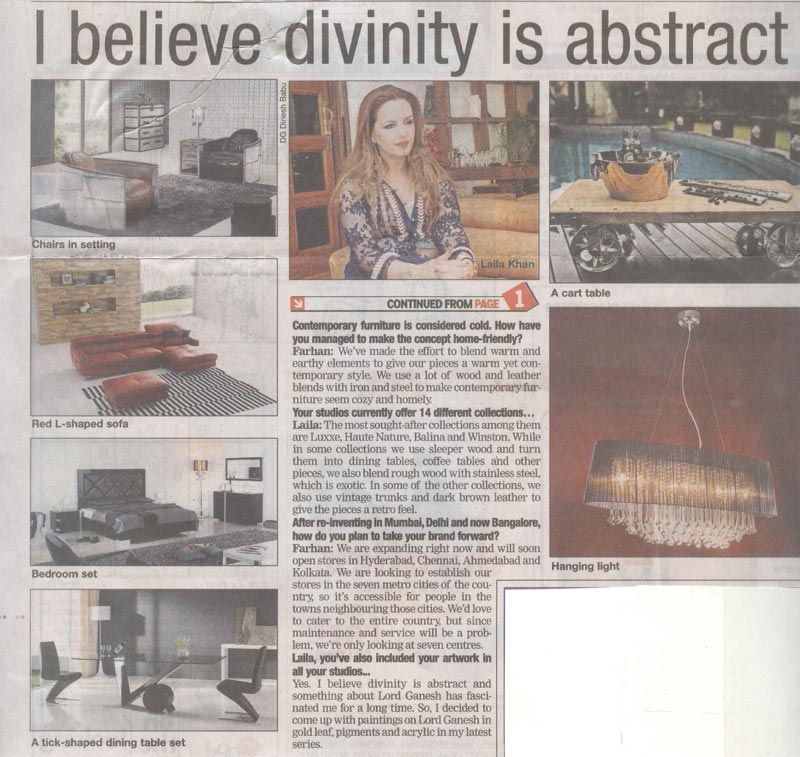 I believe divinity is abstract
DG Dinesh Babu
Chairs in setting
Laila Khan
A cart table
Red L-shaped sofa
Bedroom set
A tick-shaped dining table set
CONTINUED FROM PAGE 1
Contemporary furniture is considered cold. How have
you managed to make the concept home-friendly?
Farhan: We've made the effort to blend warm and
earthy elements to give our pieces a warm yet con-
temporary style. We use a lot of wood and leather
blends with iron and steel to make contemporary fur-
niture seem cozy and homely.
Your studios currently offer 14 different collections...
Laila: The most sought-after collections among them
are Luxxe, Haute Nature, Balina and Winston. While
in some collections we use sleeper wood and turn
them into dining tables, coffee tables and other
pieces, we also blend rough wood with stainless steel,
which is exotic. In some of the other collections, we
also use vintage trunks and dark brown leather to
give the pieces a retro feel.
After re-inventing in Mumbai, Delhi and now Bangalore,
how do you plan to take your brand forward?
Farhan: We are expanding right now and will soon
open stores in Hyderabad, Chennai, Ahmedabad and
Kolkata. We are looking to establish our
stores in the seven metro cities of the coun-
try, so it's accessible for people in the
towns neighbouring those cities. We'd love
to cater to the entire country, but since
maintenance and service will be a prob-
lem, we're only looking at seven centres.
Laila, you've also included your artwork in
all your studios...
Yes. I believe divinity is abstract and
something about Lord Ganesh has fasci-
nated me for a long time. So, I decided to
come up with paintings on Lord Ganesh in
gold leaf, pigments and acrylic in my latest
series.
Hanging light